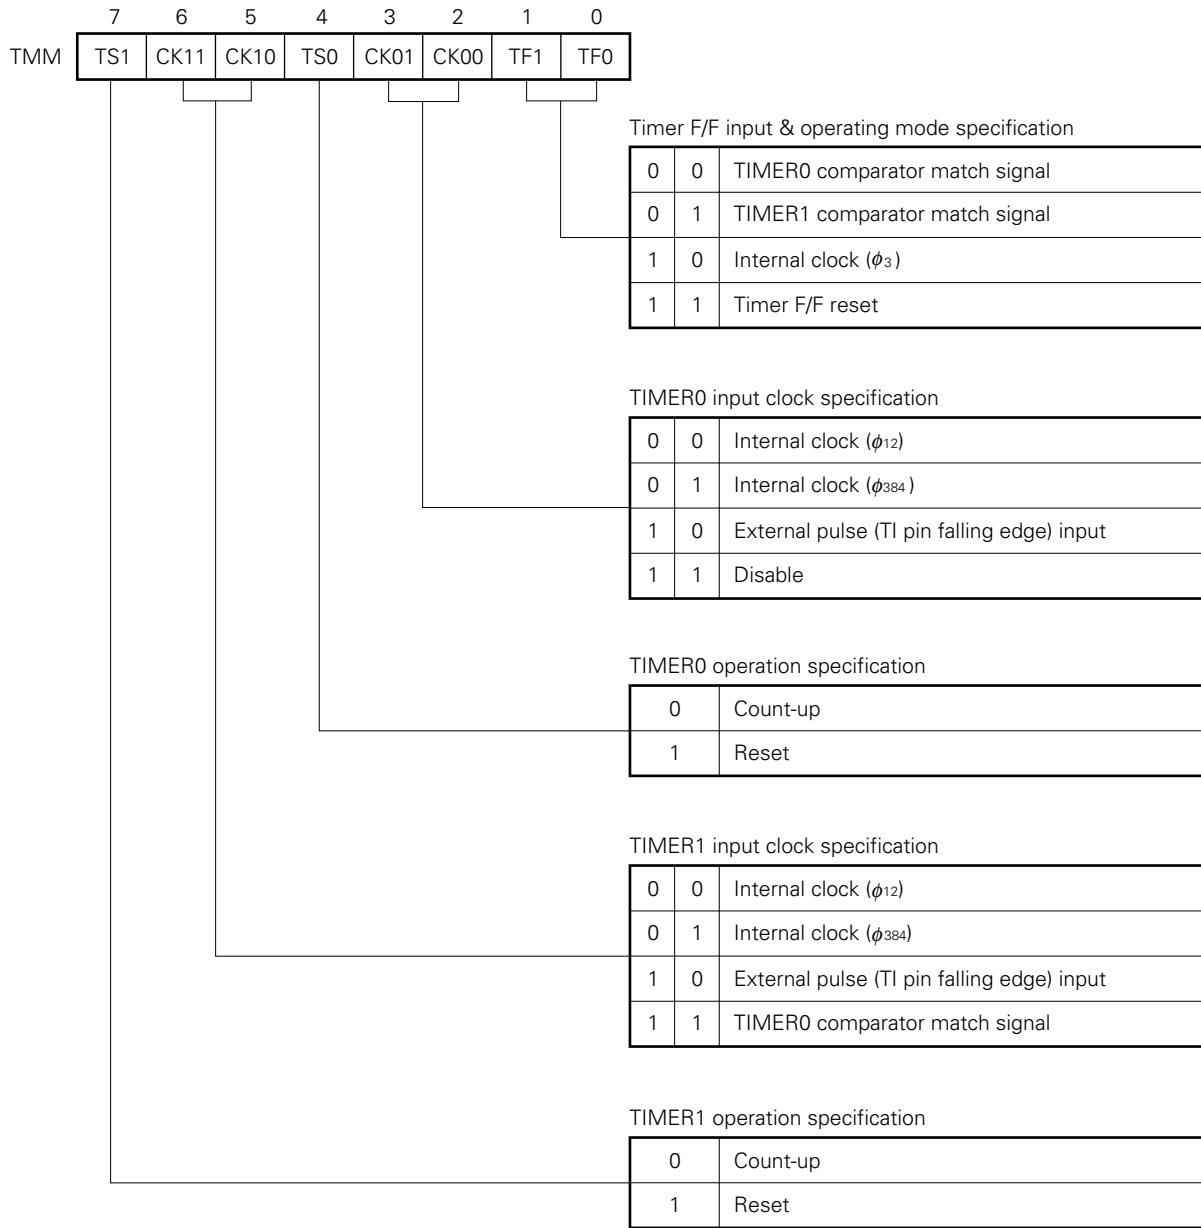 7 6 5 4 3 2 1 0
TMM TS1 CK11 CK10 TS0 CK01 CK00 TF1 TF0
Timer F/F input & operating mode specification
0 0 TIMER0 comparator match signal
0 1 TIMER1 comparator match signal
1 0 Internal clock (ϕ3)
1 1 Timer F/F reset
TIMER0 input clock specification
0 0 Internal clock (ϕ12)
0 1 Internal clock (ϕ384)
1 0 External pulse (TI pin falling edge) input
1 1 Disable
TIMER0 operation specification
0 Count-up
1 Reset
TIMER1 input clock specification
0 0 Internal clock (ϕ12)
0 1 Internal clock (ϕ384)
1 0 External pulse (TI pin falling edge) input
1 1 TIMER0 comparator match signal
TIMER1 operation specification
0 Count-up
1 Reset